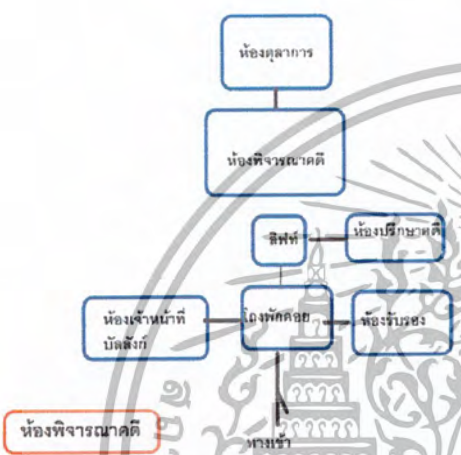 ห้องตุลาการ
ห้องพิจารณาคดี
ลิฟท์
ห้องปรึกษาคดี
ห้องเจ้าหน้าที่
บัลลังก์
โถงพักคอย
ห้องรับรอง
ห้องพิจารณาคดี
ทางเข้า